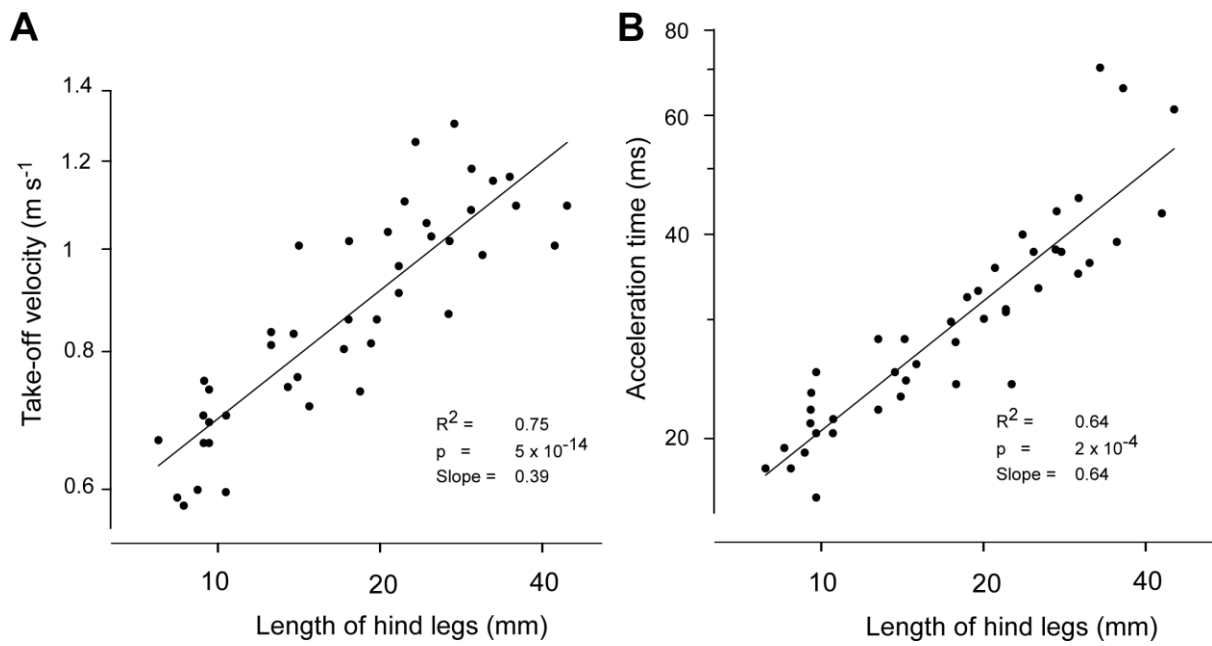 A
Take-off velocity (m s-1)
1.4
1.2
1
0.8
0.6
R2 = 0.75
p = 5 x 10-14
Slope = 0.39
10 20 40
Length of hind legs (mm)
B
Acceleration time (ms)
80
60
40
20
R2 = 0.64
p = 2 x 10-4
Slope = 0.64
10 20 40
Length of hind legs (mm)